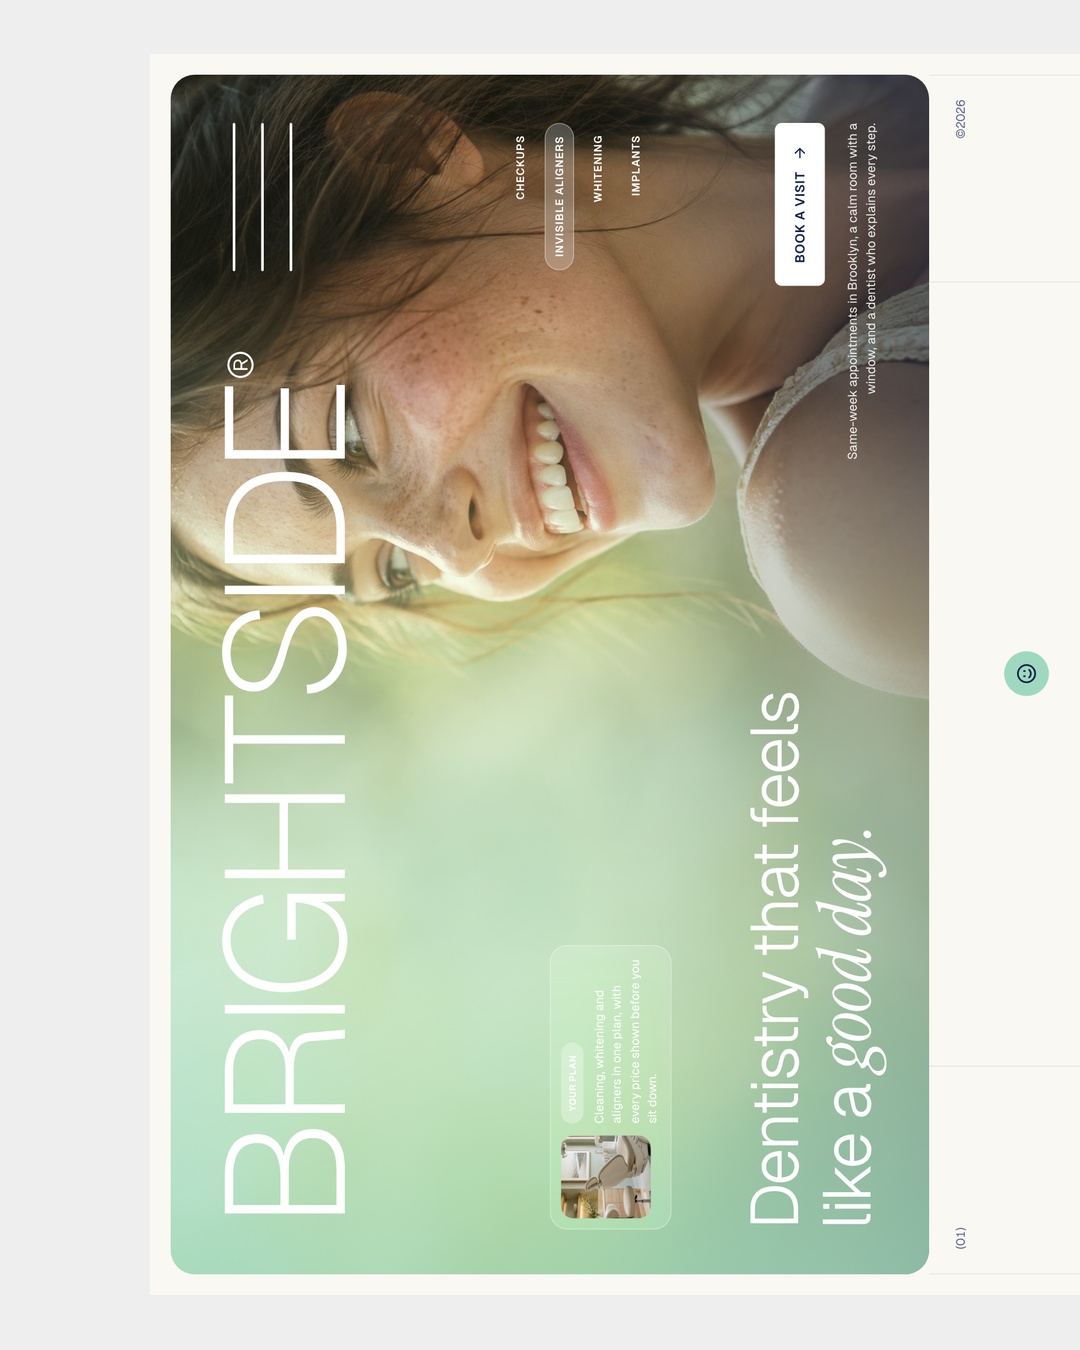 BRIGHTSIDE®
CHECKUPS
INVISIBLE ALIGNERS
WHITENING
IMPLANTS
YOUR PLAN
Cleaning, whitening and
aligners in one plan, with
every price shown before you
sit down.
Dentistry that feels
like a good day.
BOOK A VISIT →
Same-week appointments in Brooklyn, a calm room with a
window, and a dentist who explains every step.
(01)
©2026